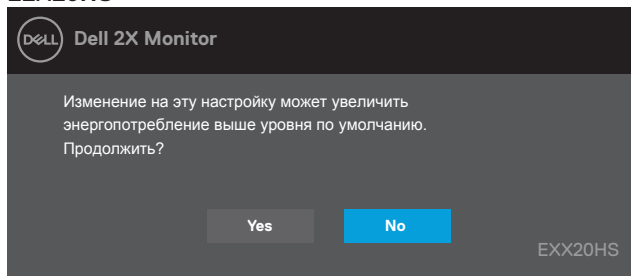 DELL Dell 2X Monitor
Изменение на эту настройку может увеличить
энергопотребление выше уровня по умолчанию.
Продолжить?
Yes No
EXX20HS